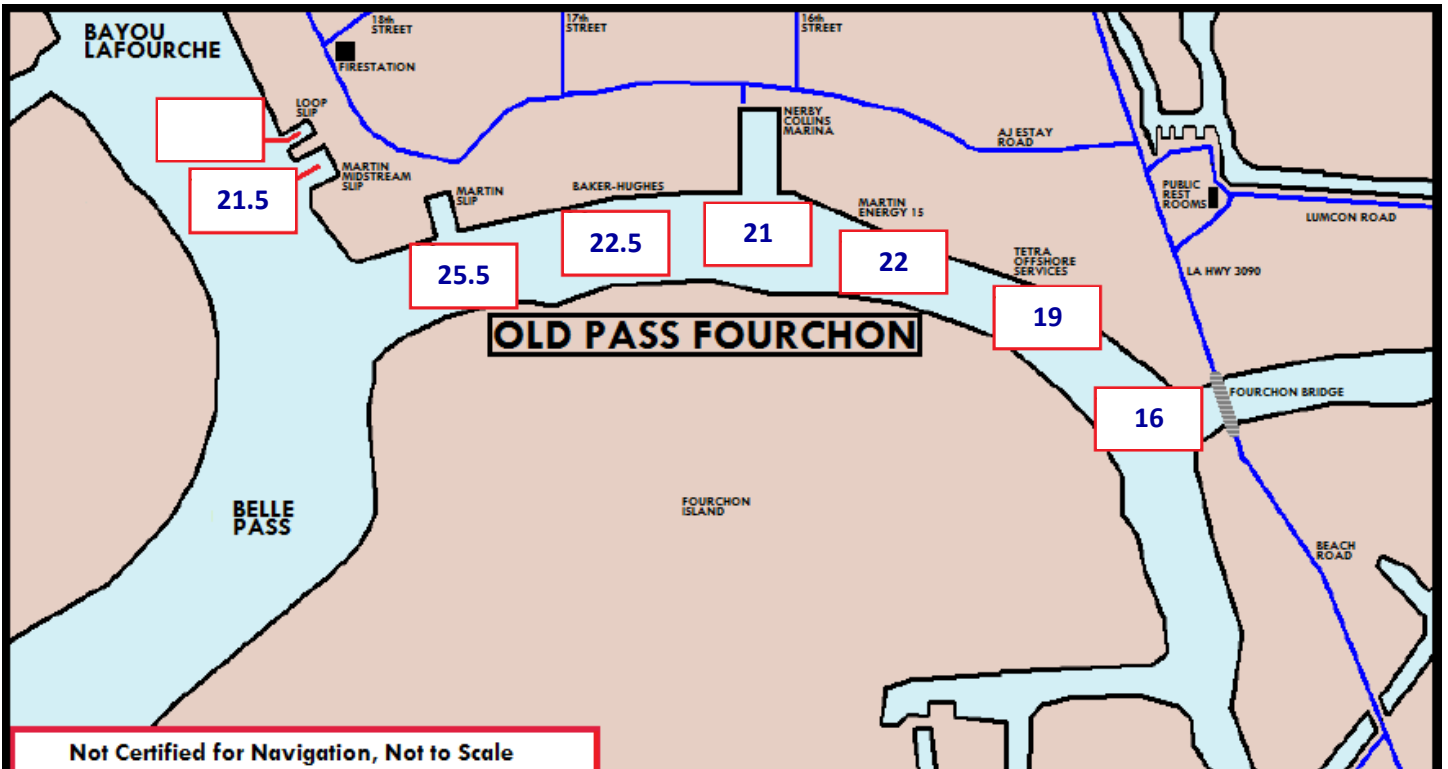 BAYOU
LAFOURCHE
18th
STREET
FIRESTATION
17th
STREET
16th
STREET
LOOP
SLIP
NERBY
COLLINS
MARINA
AJ ESTAY
ROAD
MARTIN
MIDSTREAM
SLIP
21.5
MARTIN
SLIP
BAKER-HUGHES
MARTIN
ENERGY 15
PUBLIC
REST
ROOMS
LUMCON ROAD
25.5
22.5
21
22
TETRA
OFFSHORE
SERVICES
LA HWY 3090
19
OLD PASS FOURCHON
16
FOURCHON BRIDGE
BELLE
PASS
FOURCHON
ISLAND
BEACH
ROAD
Not Certified for Navigation, Not to Scale